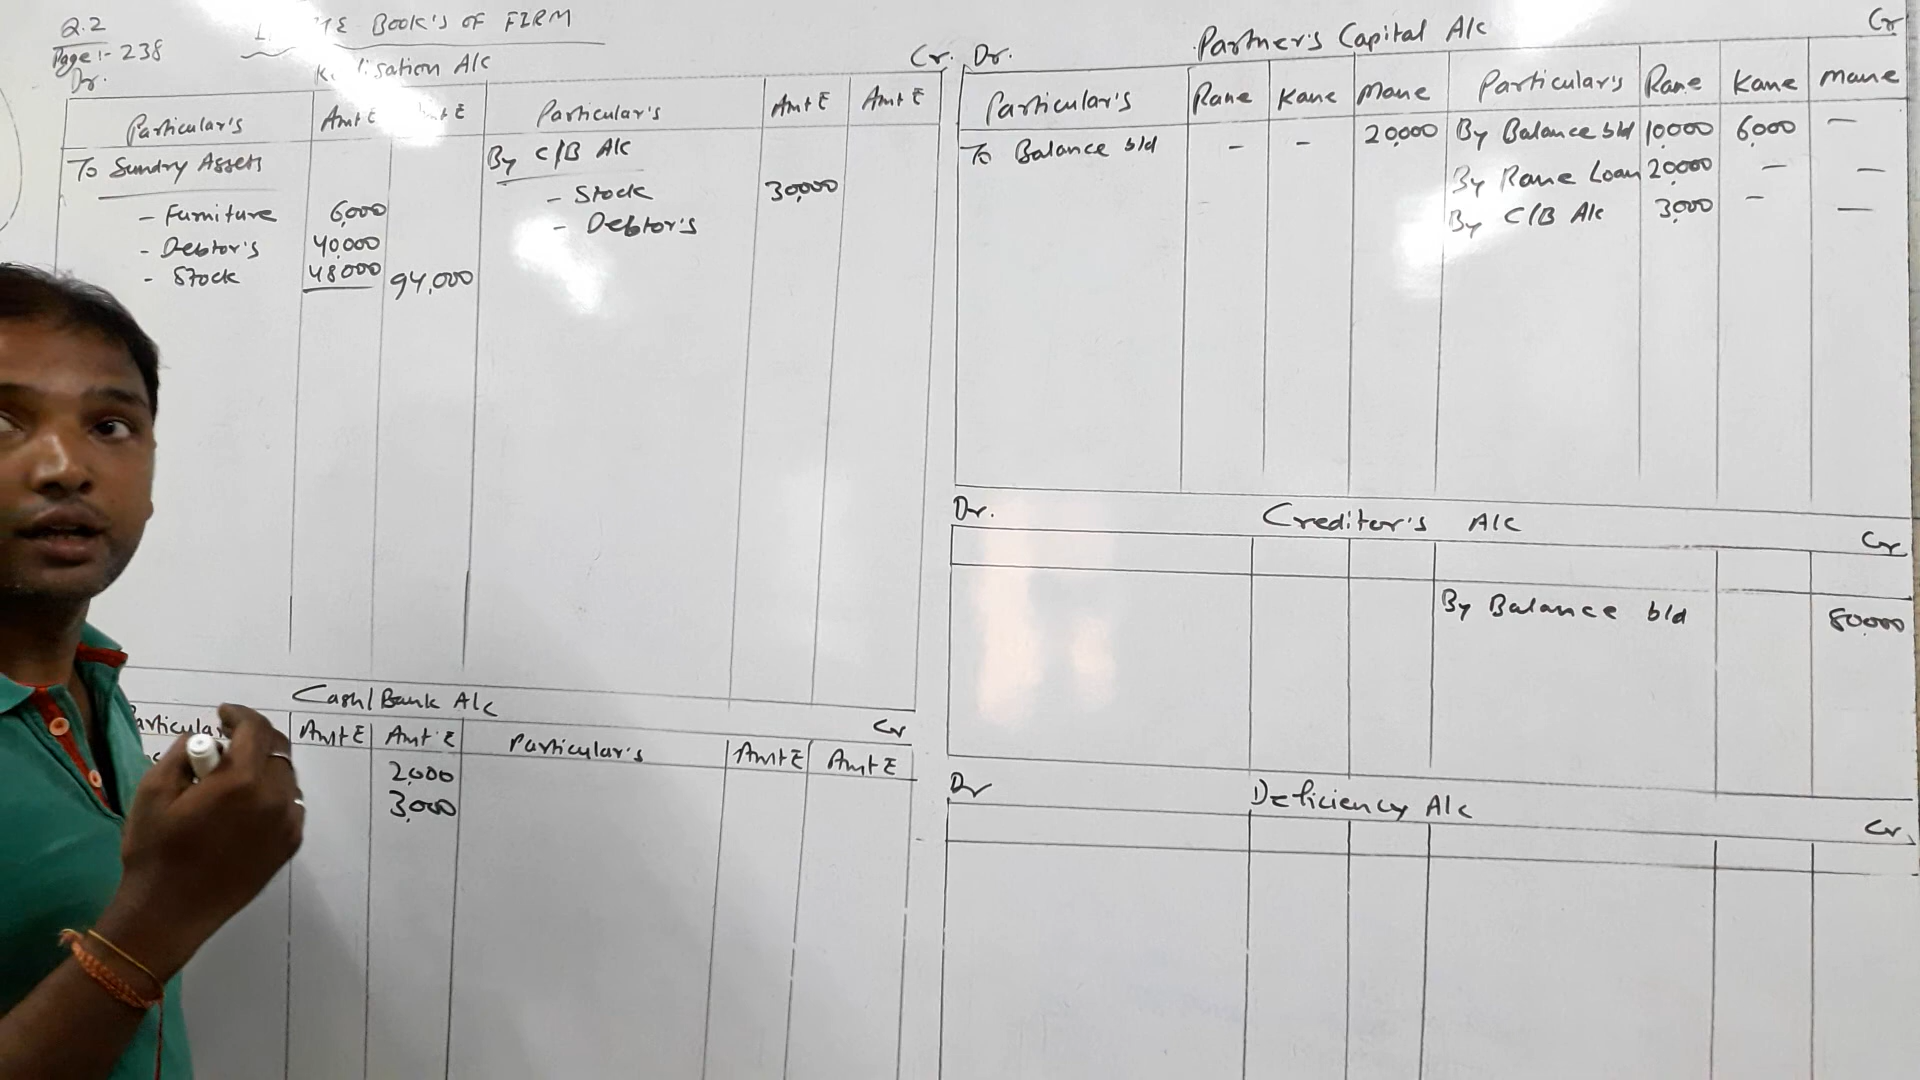 Q.2
Page :- 238
BOOK'S OF FIRM
Dr.
lisation A/c
Cr.
Particular's
Amt ₹
Particular's
Amt ₹
Amt ₹
To Sundry Assets
- Furniture 6,000
- Debtor's 40,000
- Stock 48000 94,000
By C/B A/c
- Stock 30,000
- Debtor's
Dr.
Partner's Capital A/c
Cr
Particular's Rane Kane Mane Particular's Rane Kane Mane
To Balance b/d - - 20,000 By Balance b/d 10,000 6,000 -
By Rane Loan 20,000 - -
By C/B A/c 3,000 - -
Dr.
Creditor's A/c
Cr
By Balance b/d 80,000
Cash/Bank A/c
Cr
articular
Amt ₹ Amt ₹ Particular's Amt ₹ Amt ₹
2,000
3,000
Dr
Deficiency A/c
Cr.